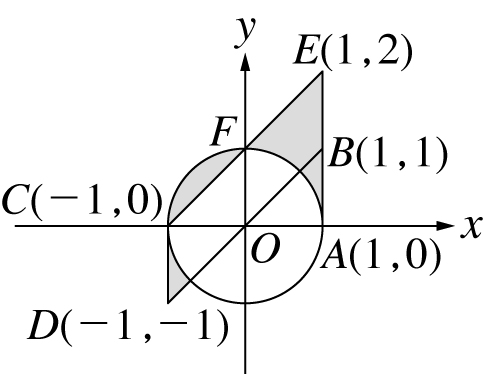 y
E(1,2)
F
B(1,1)
C(−1,0)
x
O
A(1,0)
D(−1,−1)